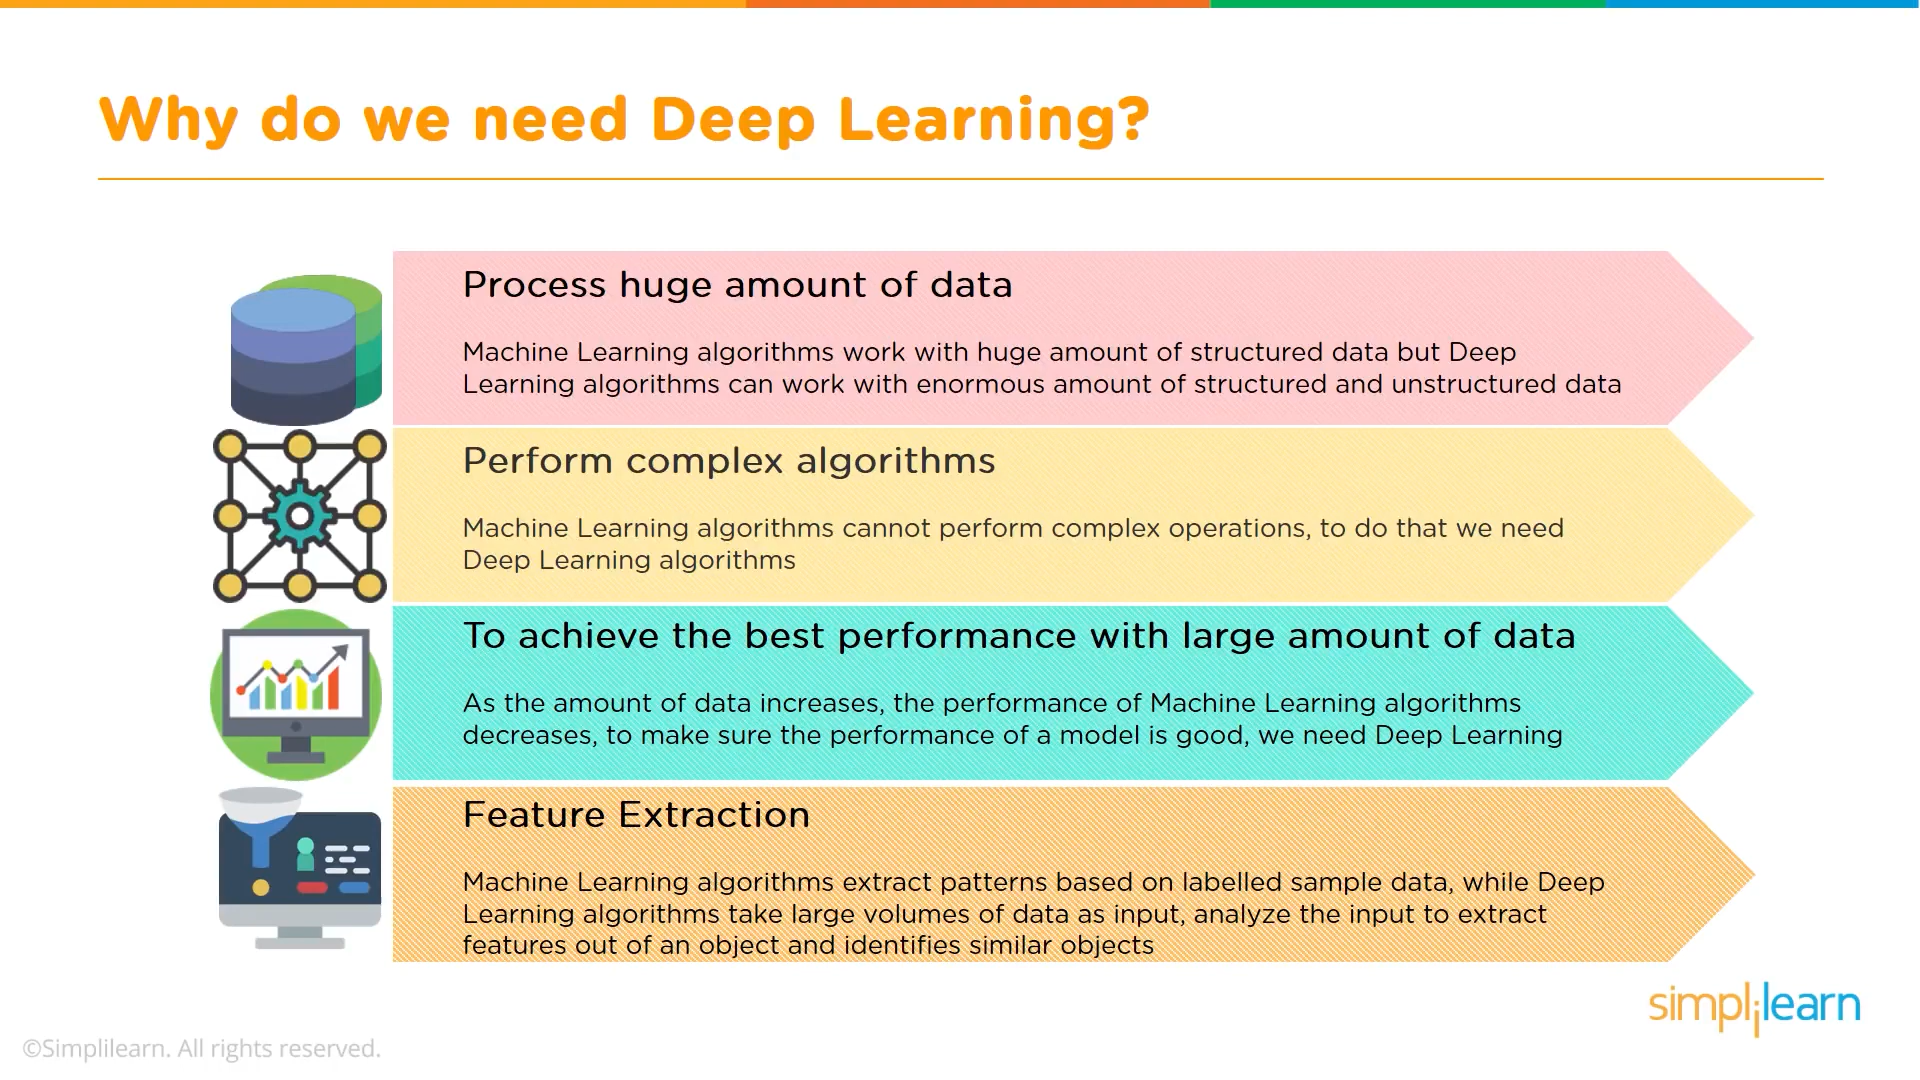 Why do we need Deep Learning?
Process huge amount of data
Machine Learning algorithms work with huge amount of structured data but Deep
Learning algorithms can work with enormous amount of structured and unstructured data
Perform complex algorithms
Machine Learning algorithms cannot perform complex operations, to do that we need
Deep Learning algorithms
To achieve the best performance with large amount of data
As the amount of data increases, the performance of Machine Learning algorithms
decreases, to make sure the performance of a model is good, we need Deep Learning
Feature Extraction
Machine Learning algorithms extract patterns based on labelled sample data, while Deep
Learning algorithms take large volumes of data as input, analyze the input to extract
features out of an object and identifies similar objects
simplilearn
©Simplilearn. All rights reserved.